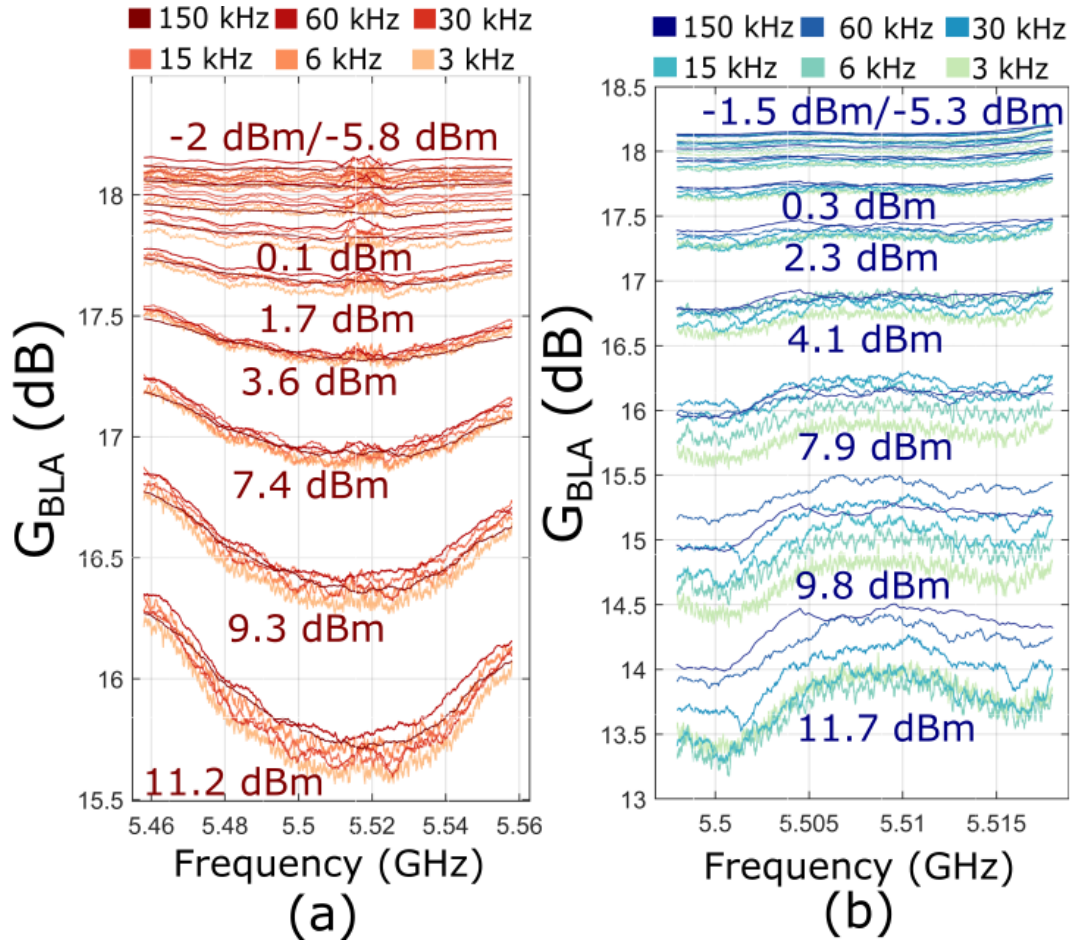 150 kHz 60 kHz 30 kHz
15 kHz 6 kHz 3 kHz
-2 dBm/-5.8 dBm
0.1 dBm
1.7 dBm
3.6 dBm
7.4 dBm
9.3 dBm
11.2 dBm
18
17.5
17
16.5
16
15.5
GBLA (dB)
5.46 5.48 5.5 5.52 5.54 5.56
Frequency (GHz)
(a)
150 kHz 60 kHz 30 kHz
15 kHz 6 kHz 3 kHz
-1.5 dBm/-5.3 dBm
0.3 dBm
2.3 dBm
4.1 dBm
7.9 dBm
9.8 dBm
11.7 dBm
18.5
18
17.5
17
16.5
16
15.5
15
14.5
14
13.5
13
GBLA (dB)
5.5 5.505 5.51 5.515
Frequency (GHz)
(b)